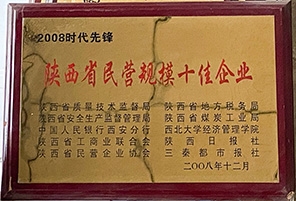 2008时代先锋
陕西省民营规模十佳企业
陕西省质量技术监督局 陕西省地方税务局
陕西省安全生产监督管理局 陕西省煤炭工业局
中国人民银行西安分行 西北大学经济管理学院
陕西省工商业联合会 陕西日报社
陕西省民营企业协会 三秦都市报社
二〇〇八年十二月